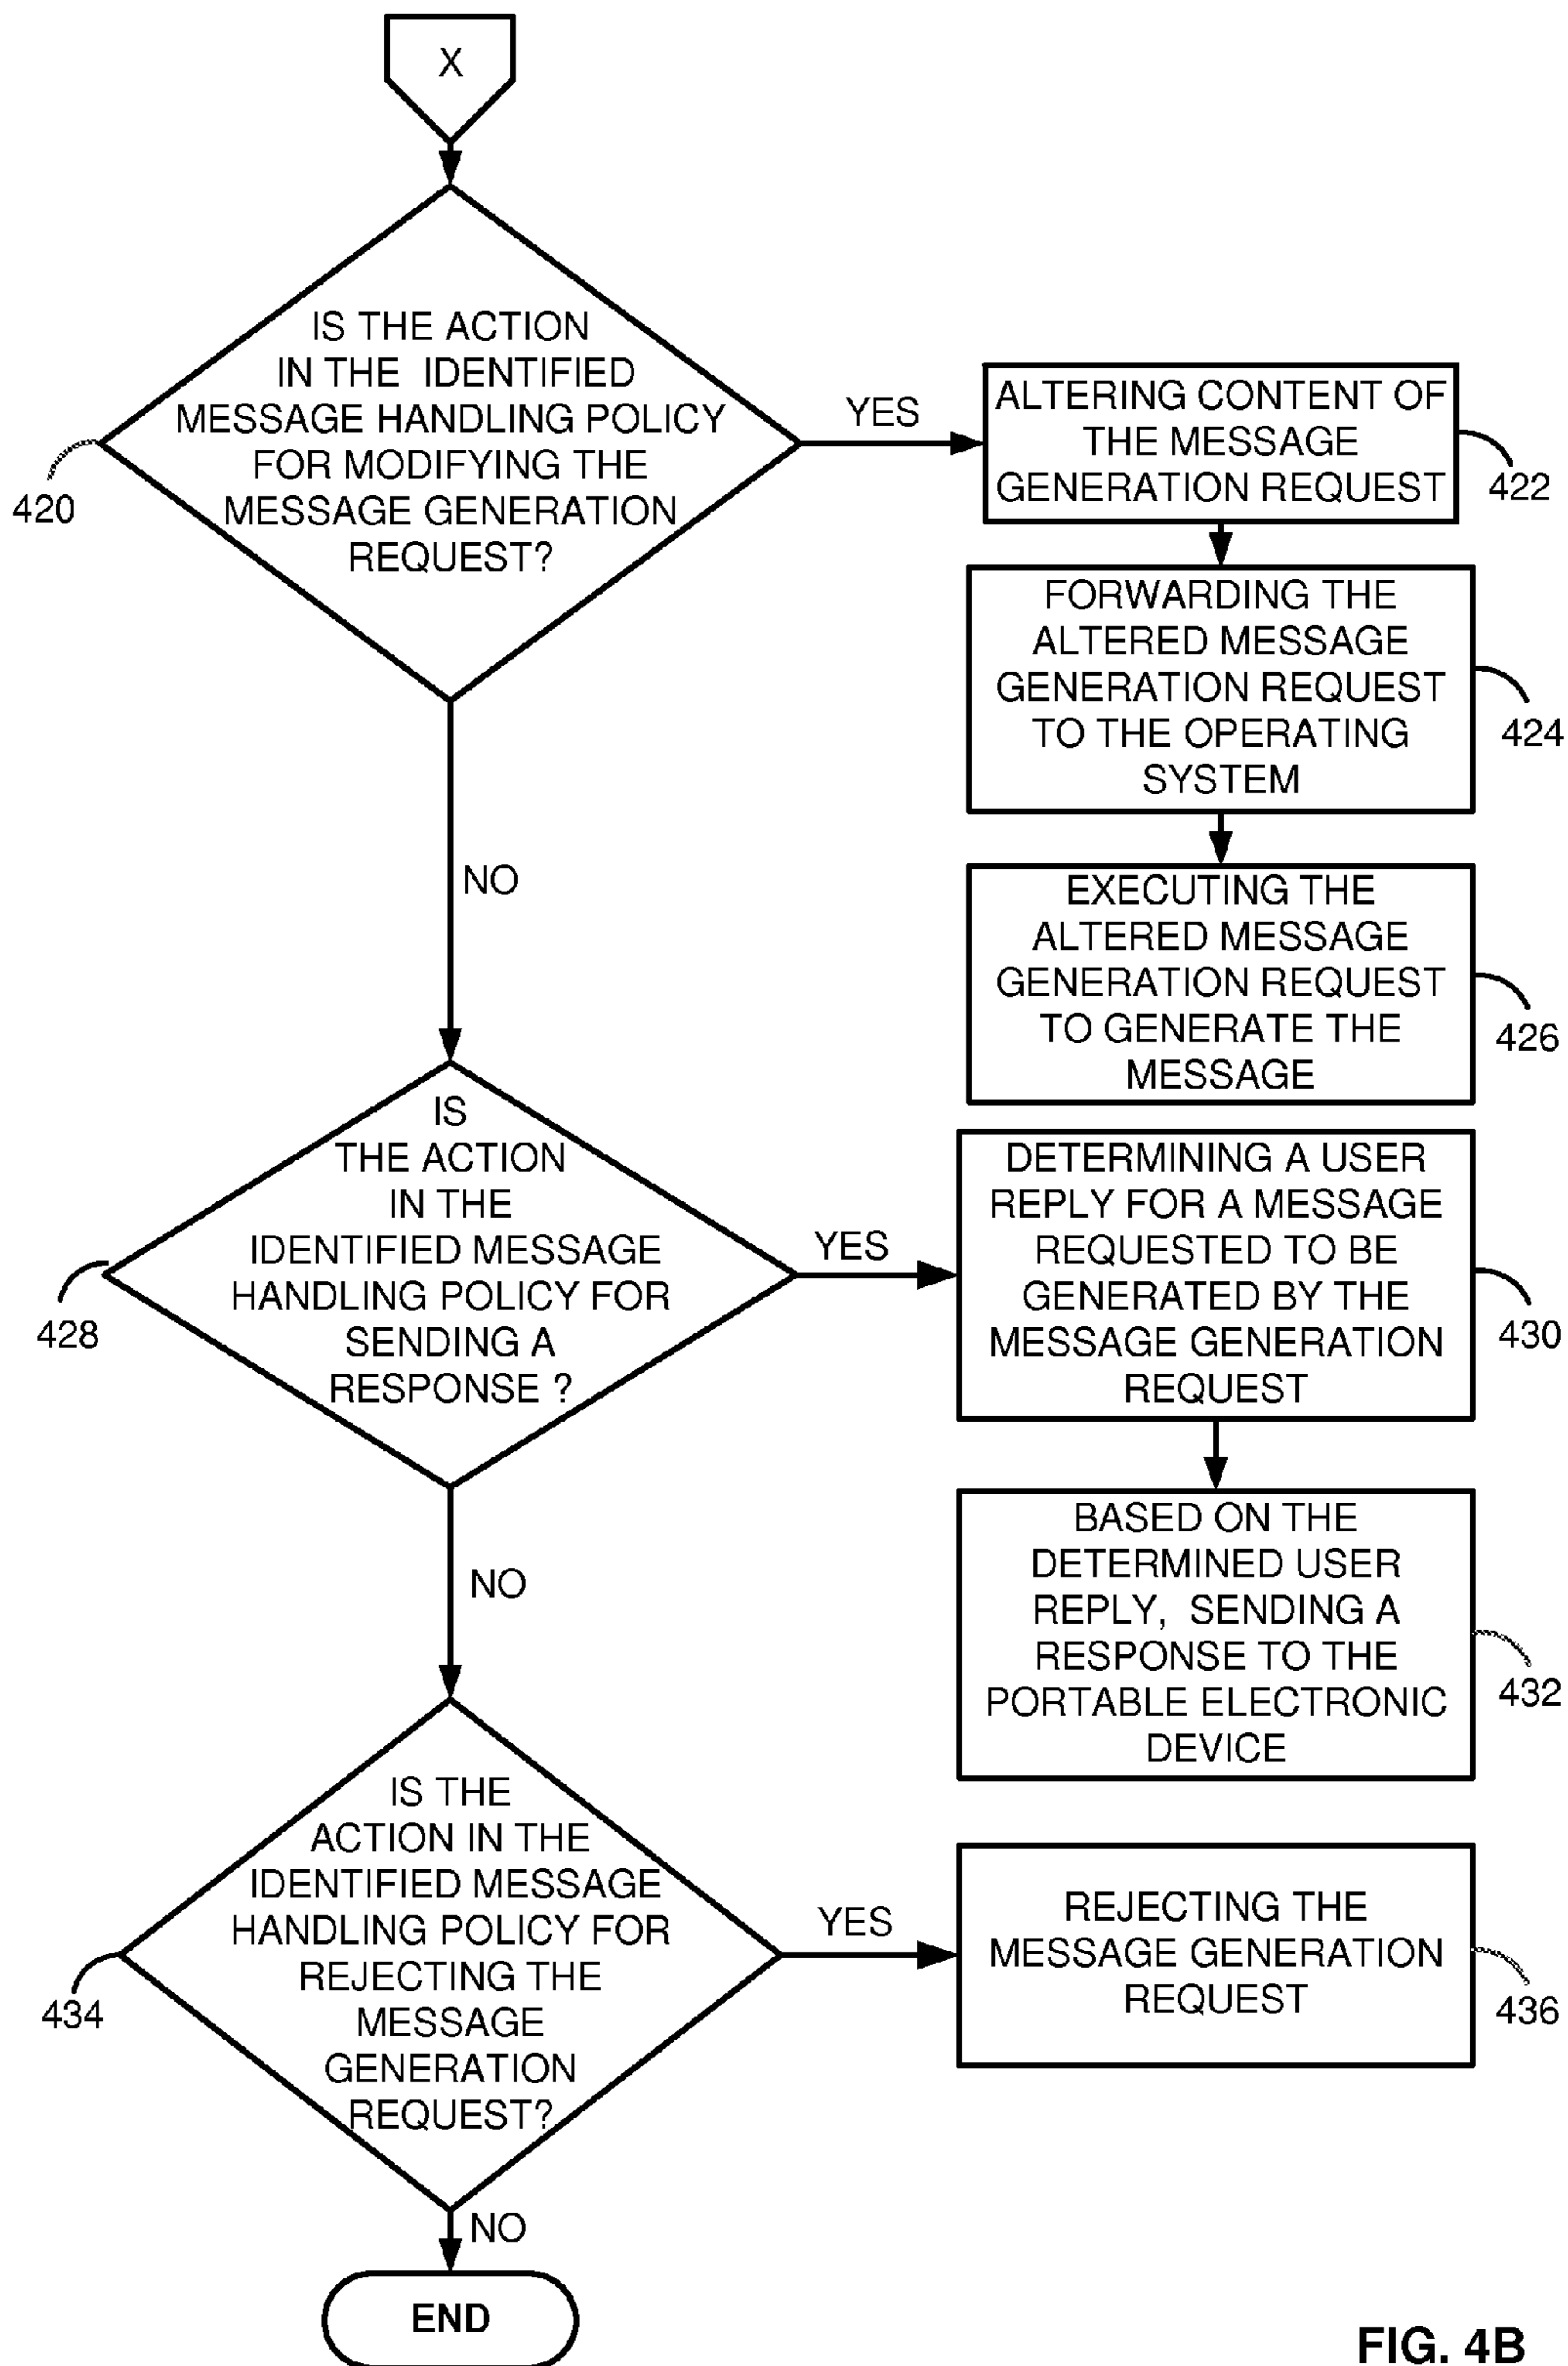 X
IS THE ACTION
IN THE IDENTIFIED
MESSAGE HANDLING POLICY
FOR MODIFYING THE
MESSAGE GENERATION
REQUEST?
420
YES
ALTERING CONTENT OF
THE MESSAGE
GENERATION REQUEST
422
FORWARDING THE
ALTERED MESSAGE
GENERATION REQUEST
TO THE OPERATING
SYSTEM
424
NO
EXECUTING THE
ALTERED MESSAGE
GENERATION REQUEST
TO GENERATE THE
MESSAGE
426
IS
THE ACTION
IN THE
IDENTIFIED MESSAGE
HANDLING POLICY FOR
SENDING A
RESPONSE ?
428
YES
DETERMINING A USER
REPLY FOR A MESSAGE
REQUESTED TO BE
GENERATED BY THE
MESSAGE GENERATION
REQUEST
430
NO
BASED ON THE
DETERMINED USER
REPLY, SENDING A
RESPONSE TO THE
PORTABLE ELECTRONIC
DEVICE
432
IS THE
ACTION IN THE
IDENTIFIED MESSAGE
HANDLING POLICY FOR
REJECTING THE
MESSAGE
GENERATION
REQUEST?
434
YES
REJECTING THE
MESSAGE GENERATION
REQUEST
436
NO
END
FIG. 4B